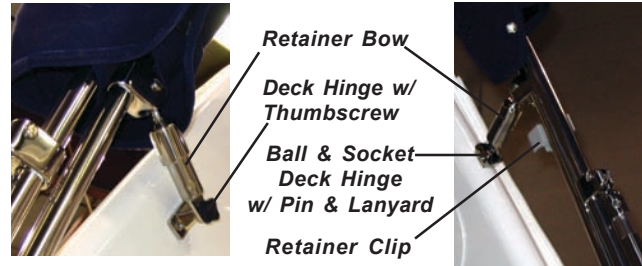 Retainer Bow
Deck Hinge w/
Thumbscrew
Ball & Socket
Deck Hinge
w/ Pin & Lanyard
Retainer Clip